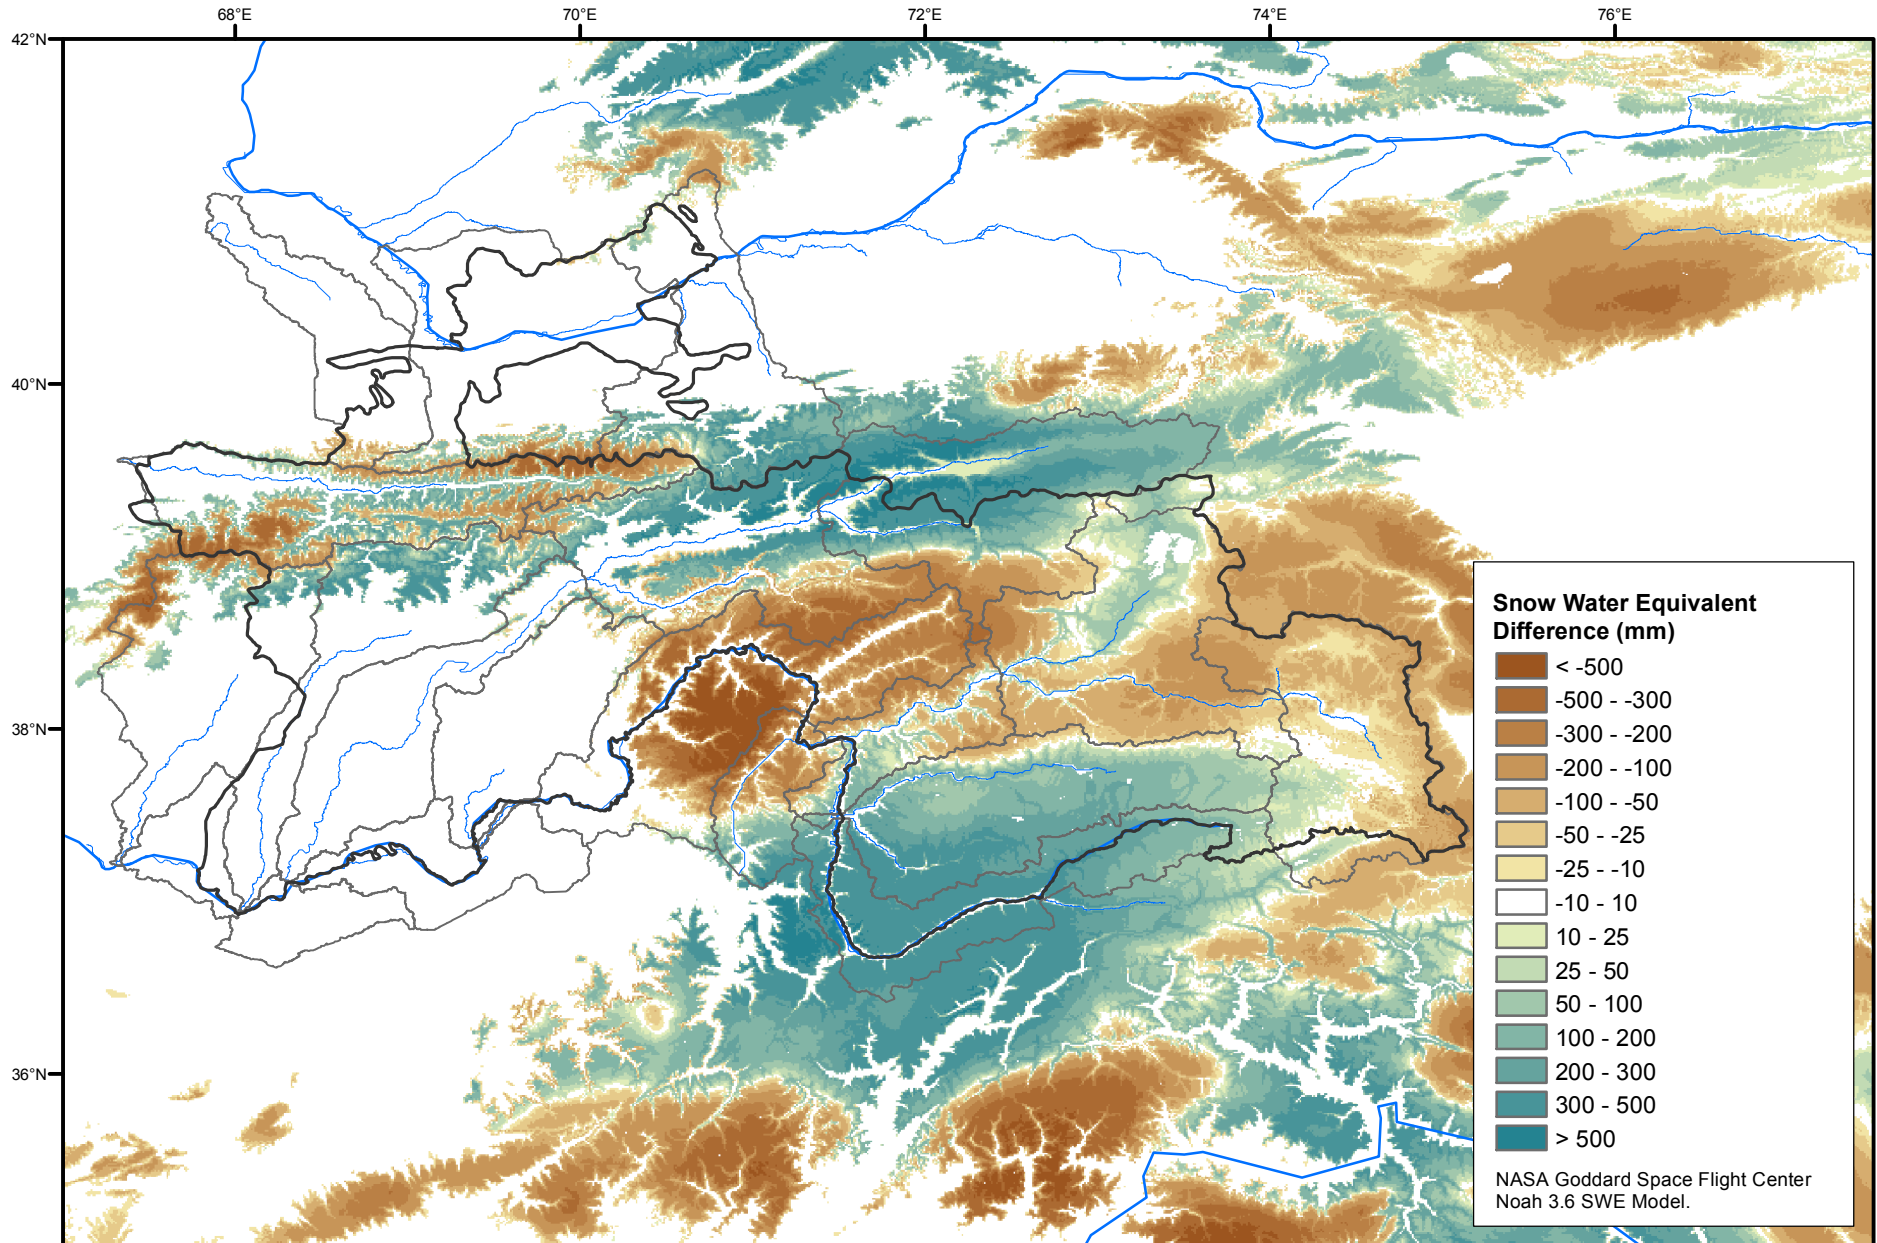 68°E 70°E 72°E 74°E 76°E
42°N
40°N
38°N
36°N
Snow Water Equivalent
Difference (mm)
< -500
-500 - -300
-300 - -200
-200 - -100
-100 - -50
-50 - -25
-25 - -10
-10 - 10
10 - 25
25 - 50
50 - 100
100 - 200
200 - 300
300 - 500
> 500
NASA Goddard Space Flight Center
Noah 3.6 SWE Model.